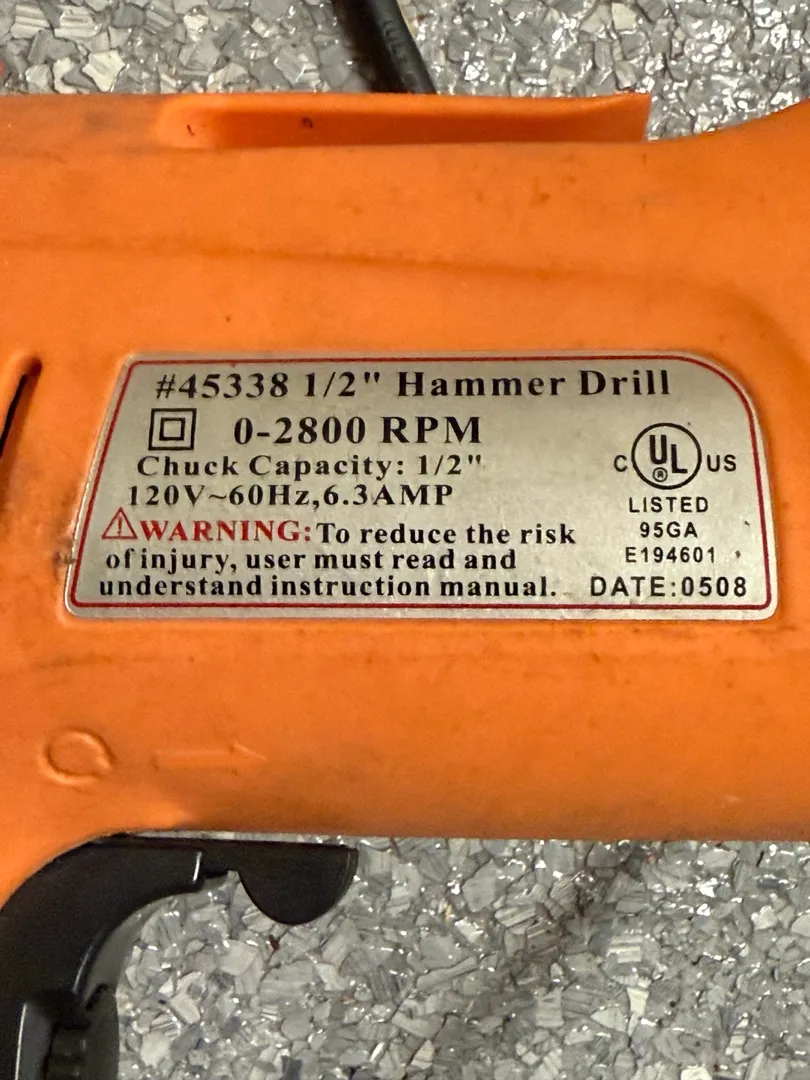 #45338 1/2" Hammer Drill
0-2800 RPM
Chuck Capacity: 1/2"
120V~60Hz,6.3AMP
⚠WARNING: To reduce the risk
of injury, user must read and
understand instruction manual.
C UL® US
LISTED
95GA
E194601
DATE:0508